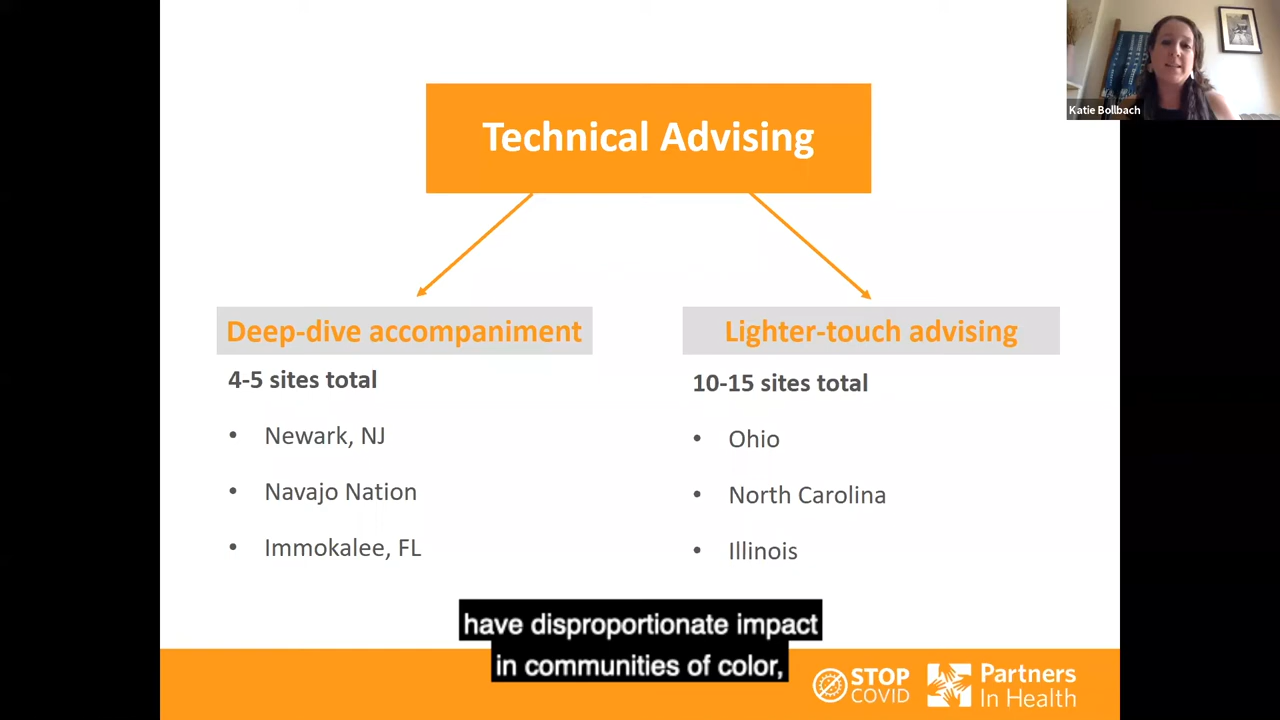 Katie Bollbach
Technical Advising
Deep-dive accompaniment
4-5 sites total
• Newark, NJ
• Navajo Nation
• Immokalee, FL
Lighter-touch advising
10-15 sites total
• Ohio
• North Carolina
• Illinois
have disproportionate impact
in communities of color,
STOP
COVID
Partners
In Health